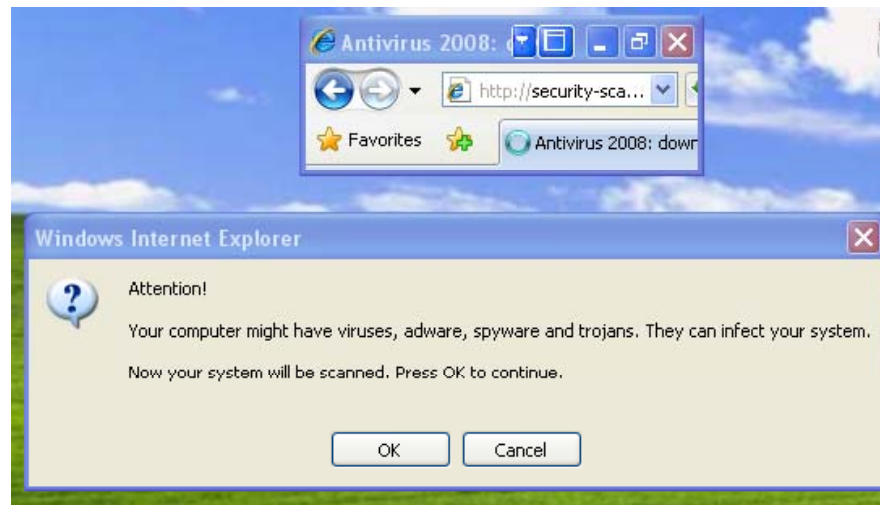 Antivirus 2008:
http://security-sca...
Favorites
Antivirus 2008: down
Windows Internet Explorer
Attention!
Your computer might have viruses, adware, spyware and trojans. They can infect your system.
Now your system will be scanned. Press OK to continue.
OK
Cancel